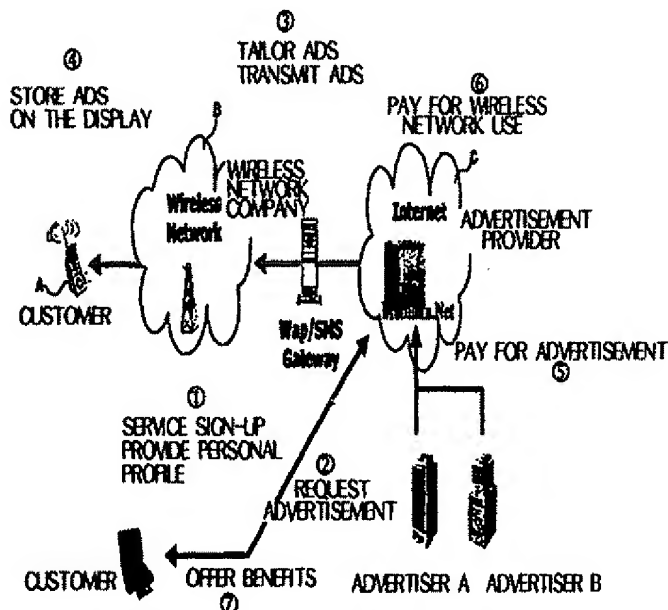 ③
TAILOR ADS
TRANSMIT ADS
④
STORE ADS
ON THE DISPLAY
⑥
PAY FOR WIRELESS
NETWORK USE
B
C
WIRELESS
NETWORK
COMPANY
Wireless
Network
Internet
ADVERTISEMENT
PROVIDER
A
CUSTOMER
Wap/SMS
Gateway
PAY FOR ADVERTISEMENT
⑤
①
SERVICE SIGN-UP
PROVIDE PERSONAL
PROFILE
②
REQUEST
ADVERTISEMENT
CUSTOMER
OFFER BENEFITS
⑦
ADVERTISER A ADVERTISER B